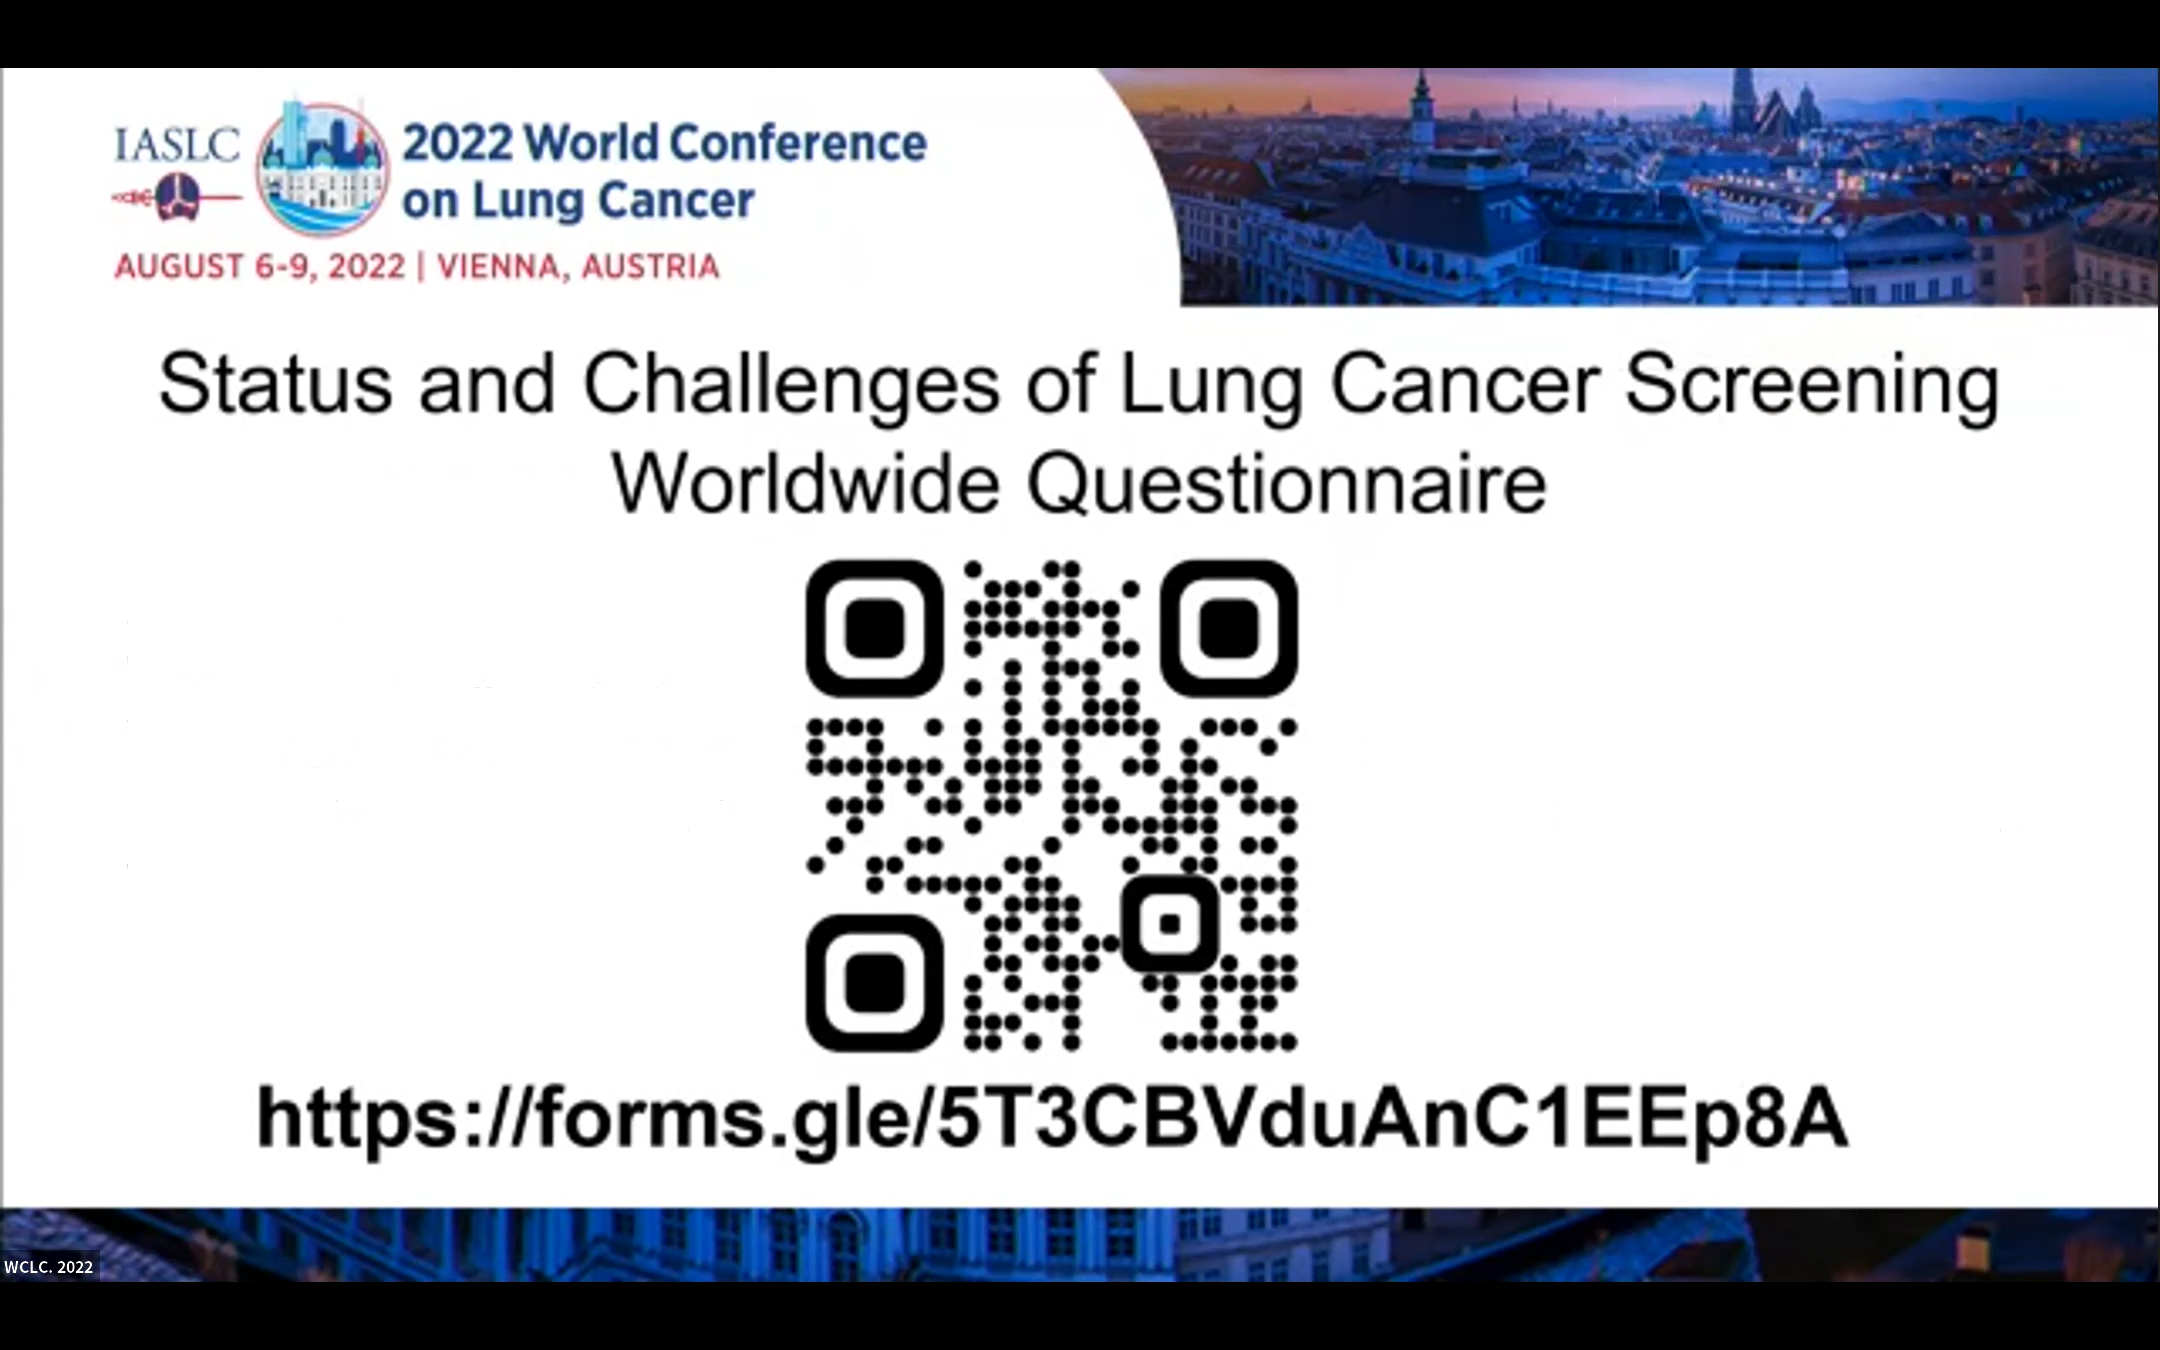 IASLC
2022 World Conference
on Lung Cancer
AUGUST 6-9, 2022 | VIENNA, AUSTRIA
Status and Challenges of Lung Cancer Screening
Worldwide Questionnaire
https://forms.gle/5T3CBVduAnC1EEp8A
WCLC. 2022